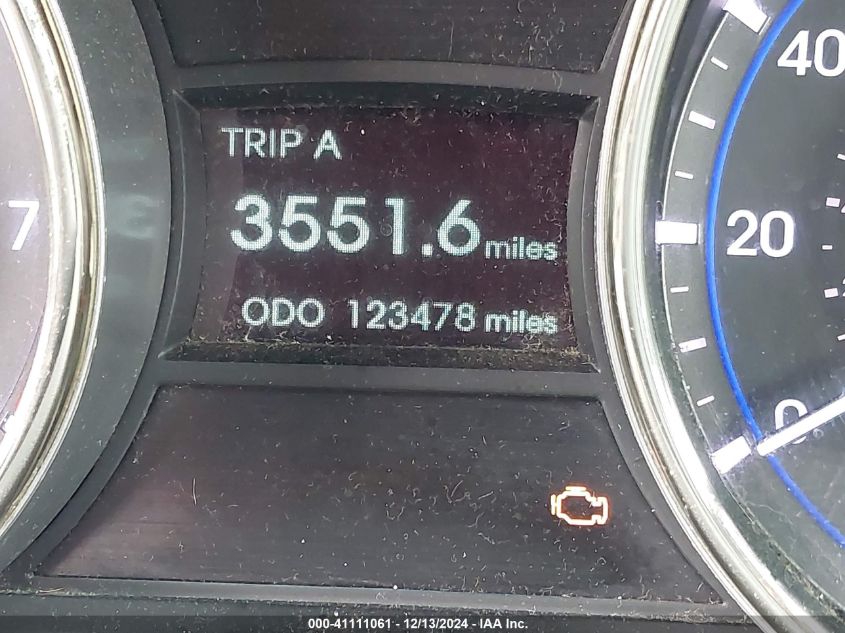 TRIP A
3551.6 miles
ODO 123478 miles
7
40
20
0
000-41111061 - 12/13/2024 - IAA Inc.